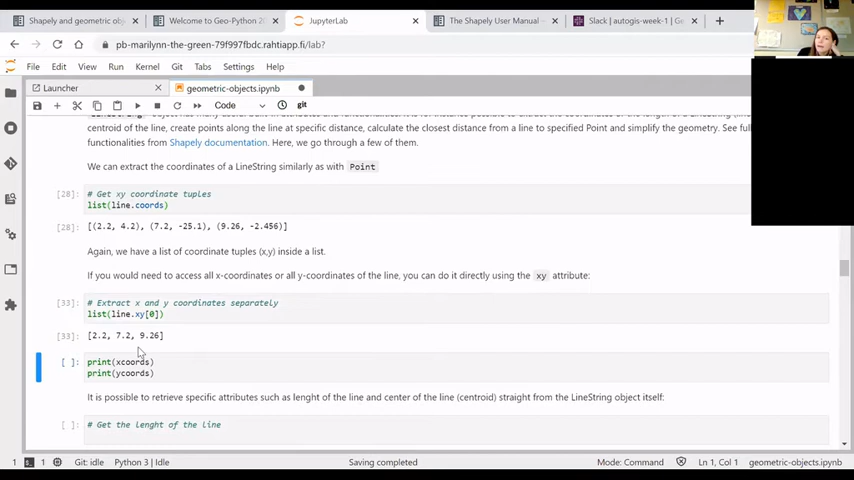 Shapely and geometric obje
Welcome to Geo-Python 20
JupyterLab
The Shapely User Manual —
Slack | autogis-week-1 | Ge
pb-marilynn-the-green-79f997fbdc.rahtiapp.fi/lab?
File Edit View Run Kernel Git Tabs Settings Help
Launcher
geometric-objects.ipynb
Code
git
centroid of the line, create points along the line at specific distance, calculate the closest distance from a line to specified Point and simplify the geometry. See full
functionalities from Shapely documentation. Here, we go through a few of them.
We can extract the coordinates of a LineString similarly as with Point
[28]: # Get xy coordinate tuples
list(line.coords)
[28]: [(2.2, 4.2), (7.2, -25.1), (9.26, -2.456)]
Again, we have a list of coordinate tuples (x,y) inside a list.
If you would need to access all x-coordinates or all y-coordinates of the line, you can do it directly using the xy attribute:
[33]: # Extract x and y coordinates separately
list(line.xy[0])
[33]: [2.2, 7.2, 9.26]
[ ]: print(xcoords)
print(ycoords)
It is possible to retrieve specific attributes such as lenght of the line and center of the line (centroid) straight from the LineString object itself:
[ ]: # Get the lenght of the line
1 Git: idle Python 3 | Idle Saving completed Mode: Command Ln 1, Col 1 geometric-objects.ipynb